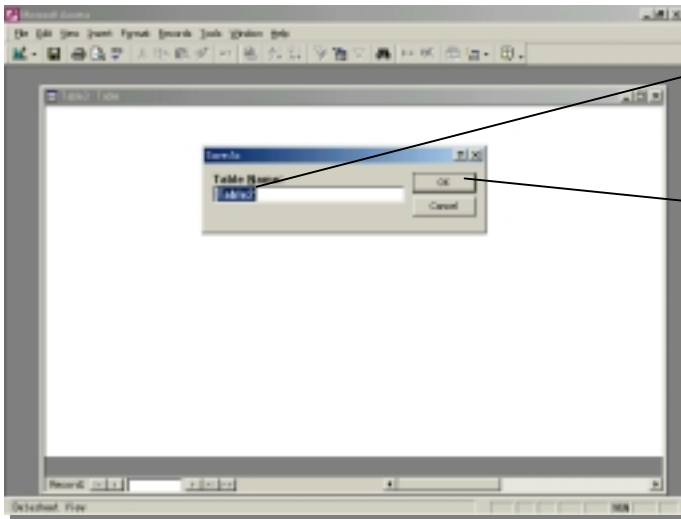 Microsoft Access
File Edit View Insert Format Records Tools Window Help
Table2 : Table
Save As
Table Name:
Table2
OK
Cancel
Record:
Datasheet View
NUM